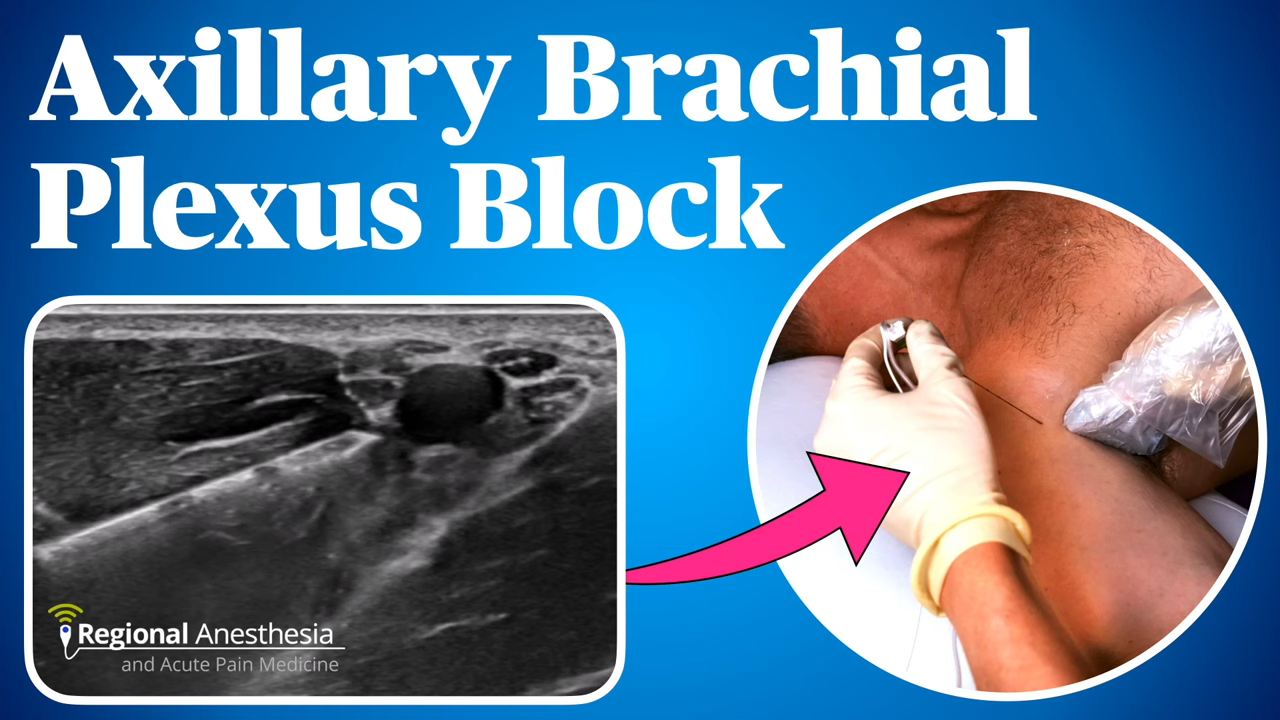 Axillary Brachial
Plexus Block
Regional Anesthesia
and Acute Pain Medicine